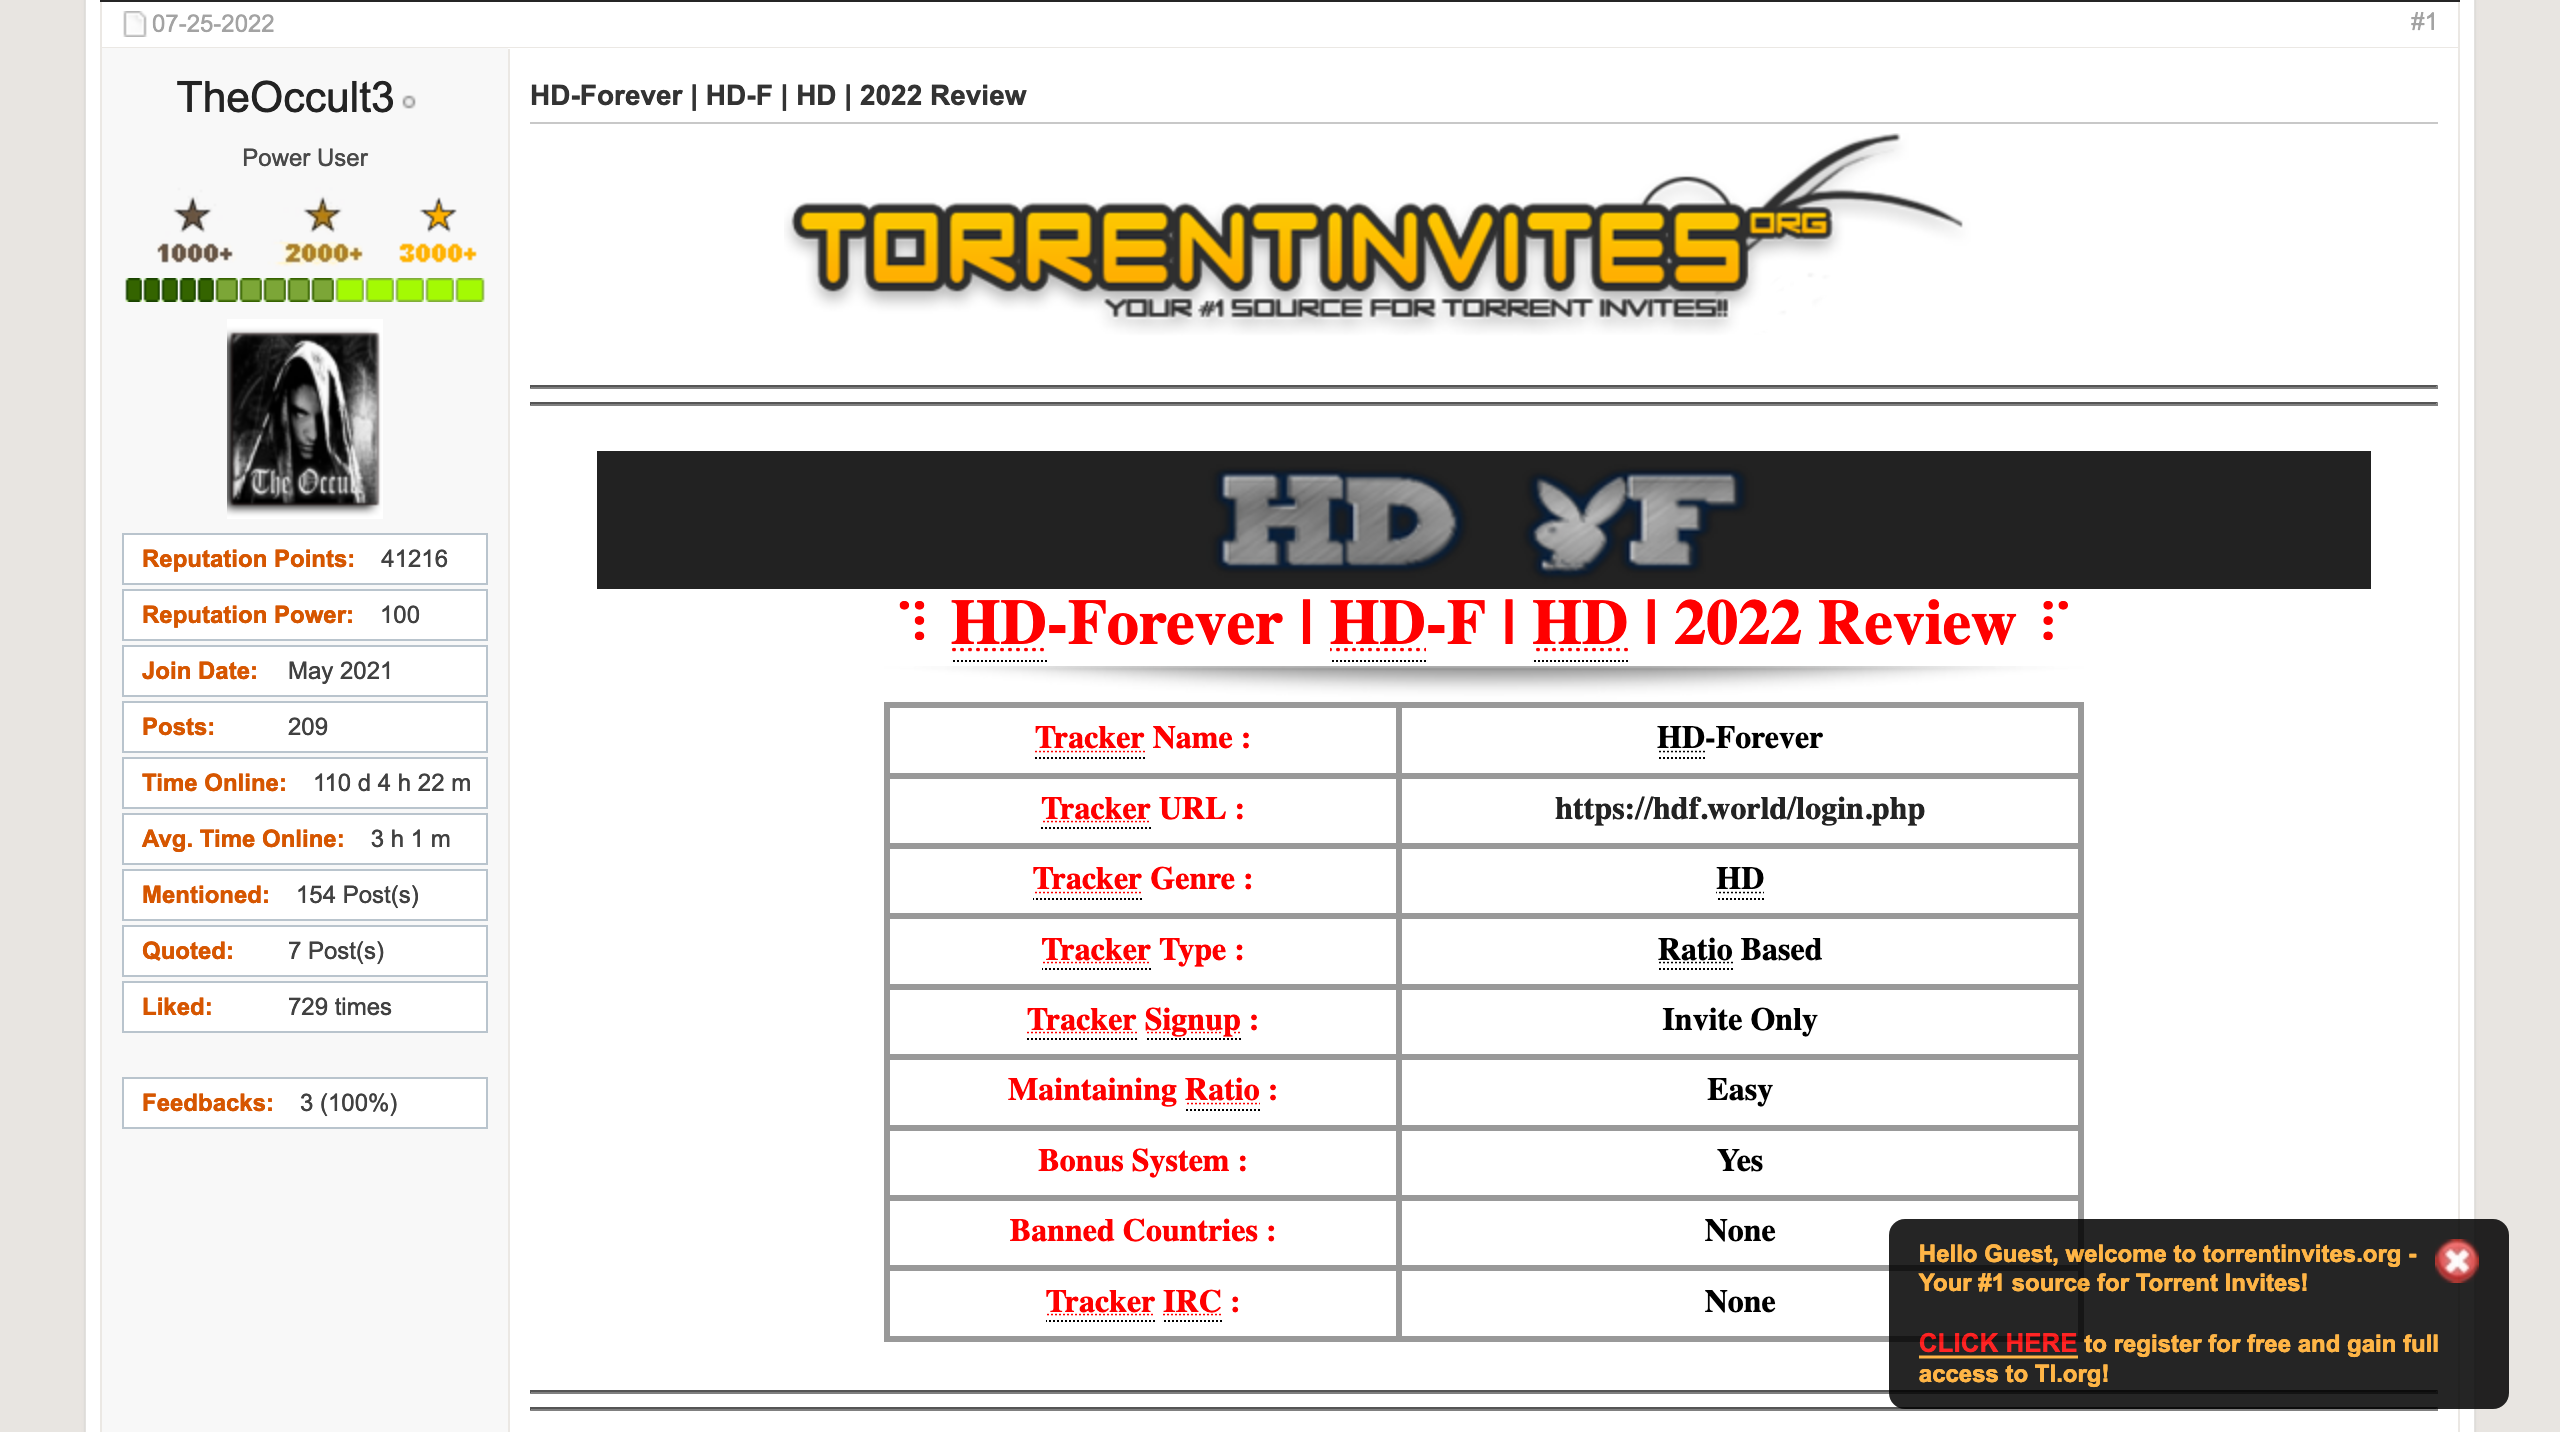 07-25-2022
#1
TheOccult3
Power User
1000+ 2000+ 3000+
The Occult
Reputation Points: 41216
Reputation Power: 100
Join Date: May 2021
Posts: 209
Time Online: 110 d 4 h 22 m
Avg. Time Online: 3 h 1 m
Mentioned: 154 Post(s)
Quoted: 7 Post(s)
Liked: 729 times
Feedbacks: 3 (100%)
HD-Forever | HD-F | HD | 2022 Review
TORRENTINVITES ORG
YOUR #1 SOURCE FOR TORRENT INVITES!!
HD F
⠹ HD-Forever | HD-F | HD | 2022 Review ⠏
Tracker Name : HD-Forever
Tracker URL : https://hdf.world/login.php
Tracker Genre : HD
Tracker Type : Ratio Based
Tracker Signup : Invite Only
Maintaining Ratio : Easy
Bonus System : Yes
Banned Countries : None
Tracker IRC : None
Hello Guest, welcome to torrentinvites.org -
Your #1 source for Torrent Invites!
CLICK HERE to register for free and gain full
access to TI.org!